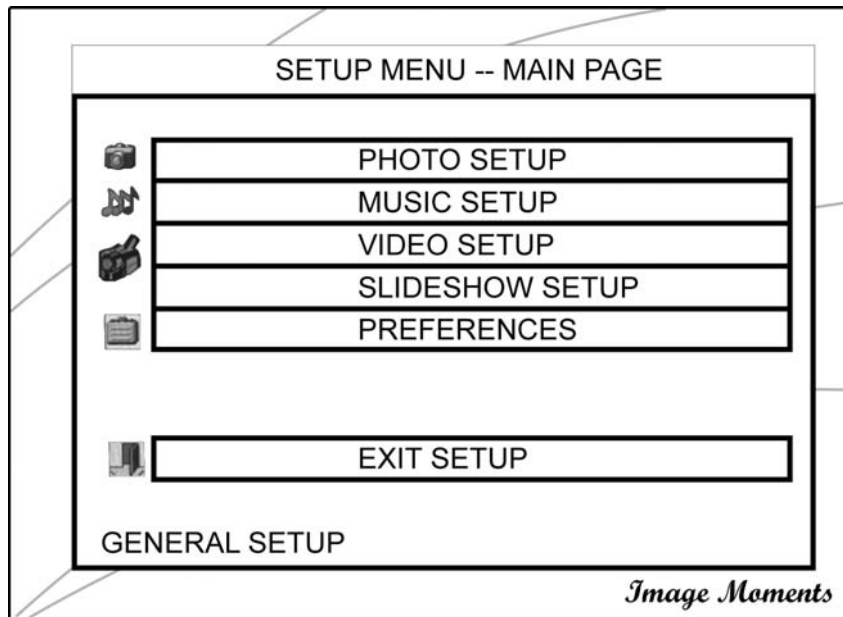 SETUP MENU -- MAIN PAGE
PHOTO SETUP
MUSIC SETUP
VIDEO SETUP
SLIDESHOW SETUP
PREFERENCES
EXIT SETUP
GENERAL SETUP
Image Moments